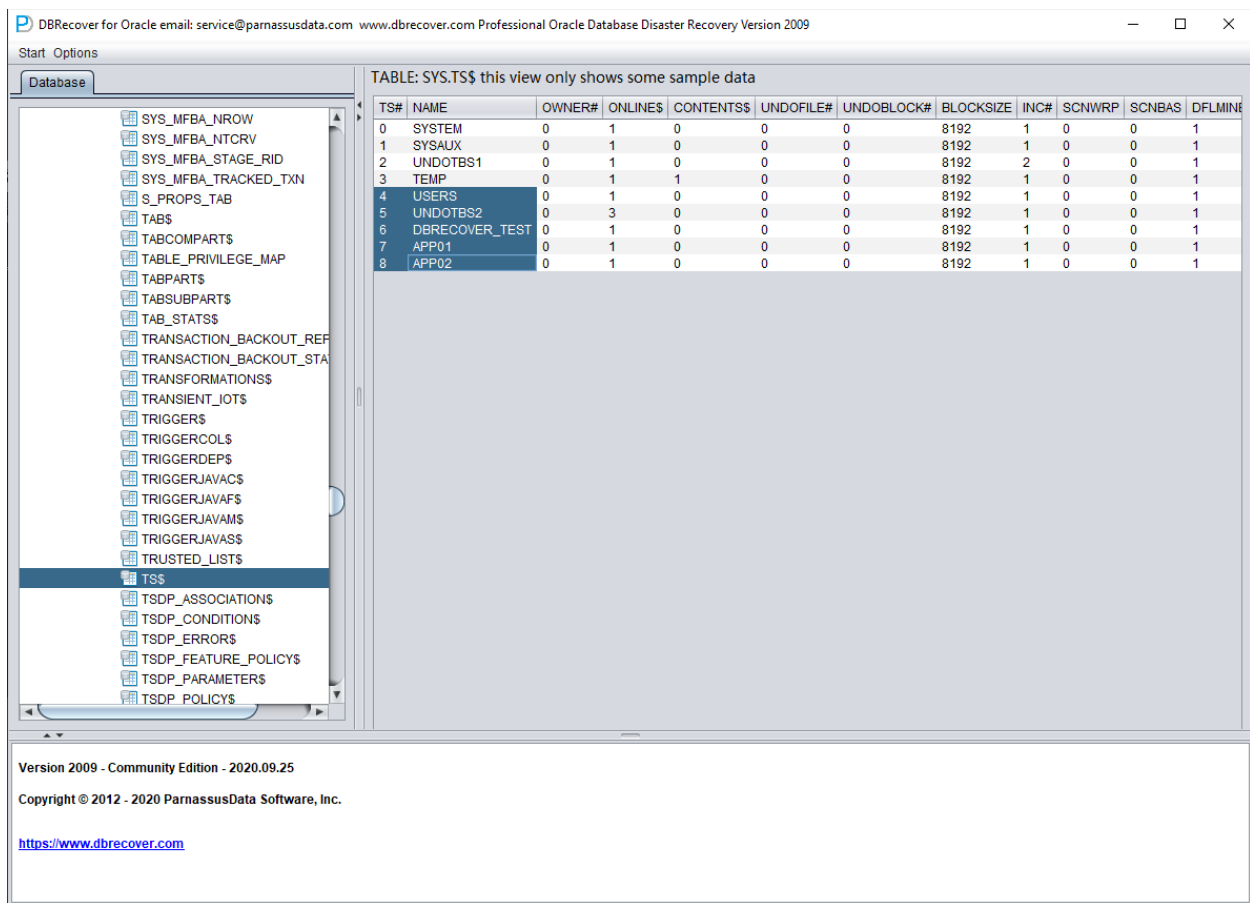 DBRecover for Oracle email: service@parnassusdata.com www.dbrecover.com Professional Oracle Database Disaster Recovery Version 2009
Start Options
Database
SYS_MFBA_NROW
SYS_MFBA_NTCRV
SYS_MFBA_STAGE_RID
SYS_MFBA_TRACKED_TXN
S_PROPS_TAB
TAB$
TABCOMPART$
TABLE_PRIVILEGE_MAP
TABPART$
TABSUBPART$
TAB_STATS$
TRANSACTION_BACKOUT_REP
TRANSACTION_BACKOUT_STA
TRANSFORMATIONS$
TRANSIENT_IOT$
TRIGGER$
TRIGGERCOL$
TRIGGERDEP$
TRIGGERJAVAC$
TRIGGERJAVAF$
TRIGGERJAVAM$
TRIGGERJAVAS$
TRUSTED_LIST$
TS$
TSDP_ASSOCIATION$
TSDP_CONDITION$
TSDP_ERROR$
TSDP_FEATURE_POLICY$
TSDP_PARAMETER$
TSDP_POLICY$
TABLE: SYS.TS$ this view only shows some sample data
TS# NAME OWNER# ONLINE$ CONTENTS$ UNDOFILE# UNDOBLOCK# BLOCKSIZE INC# SCNWRP SCNBAS DFLMINE
0 SYSTEM 0 1 0 0 0 8192 1 0 0 1
1 SYSAUX 0 1 0 0 0 8192 1 0 0 1
2 UNDOTBS1 0 1 0 0 0 8192 2 0 0 1
3 TEMP 0 1 1 0 0 8192 1 0 0 1
4 USERS 0 1 0 0 0 8192 1 0 0 1
5 UNDOTBS2 0 3 0 0 0 8192 1 0 0 1
6 DBRECOVER_TEST 0 1 0 0 0 8192 1 0 0 1
7 APP01 0 1 0 0 0 8192 1 0 0 1
8 APP02 0 1 0 0 0 8192 1 0 0 1
Version 2009 - Community Edition - 2020.09.25
Copyright © 2012 - 2020 ParnassusData Software, Inc.
https://www.dbrecover.com